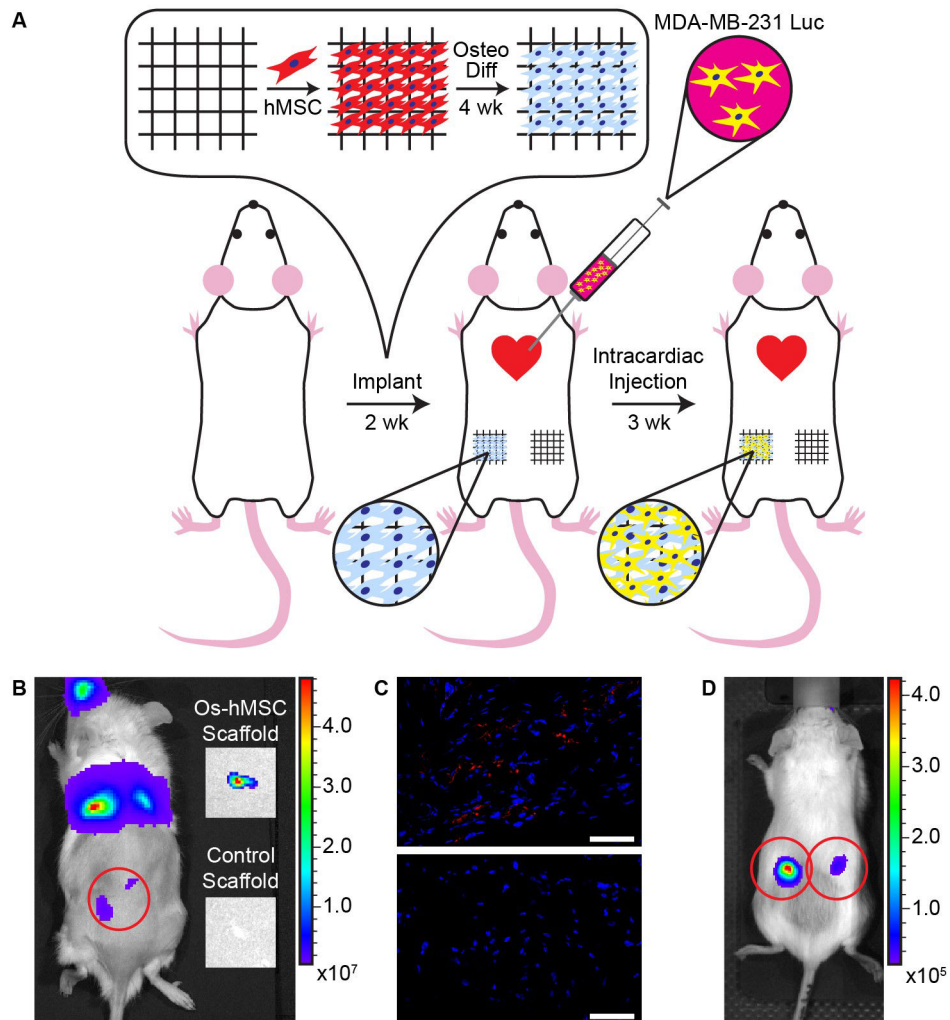 A
hMSC
Osteo
Diff
4 wk
MDA-MB-231 Luc
Implant
2 wk
Intracardiac
Injection
3 wk
B
Os-hMSC
Scaffold
Control
Scaffold
4.0
3.0
2.0
1.0
x10⁷
C
D
4.0
3.0
2.0
1.0
x10⁵